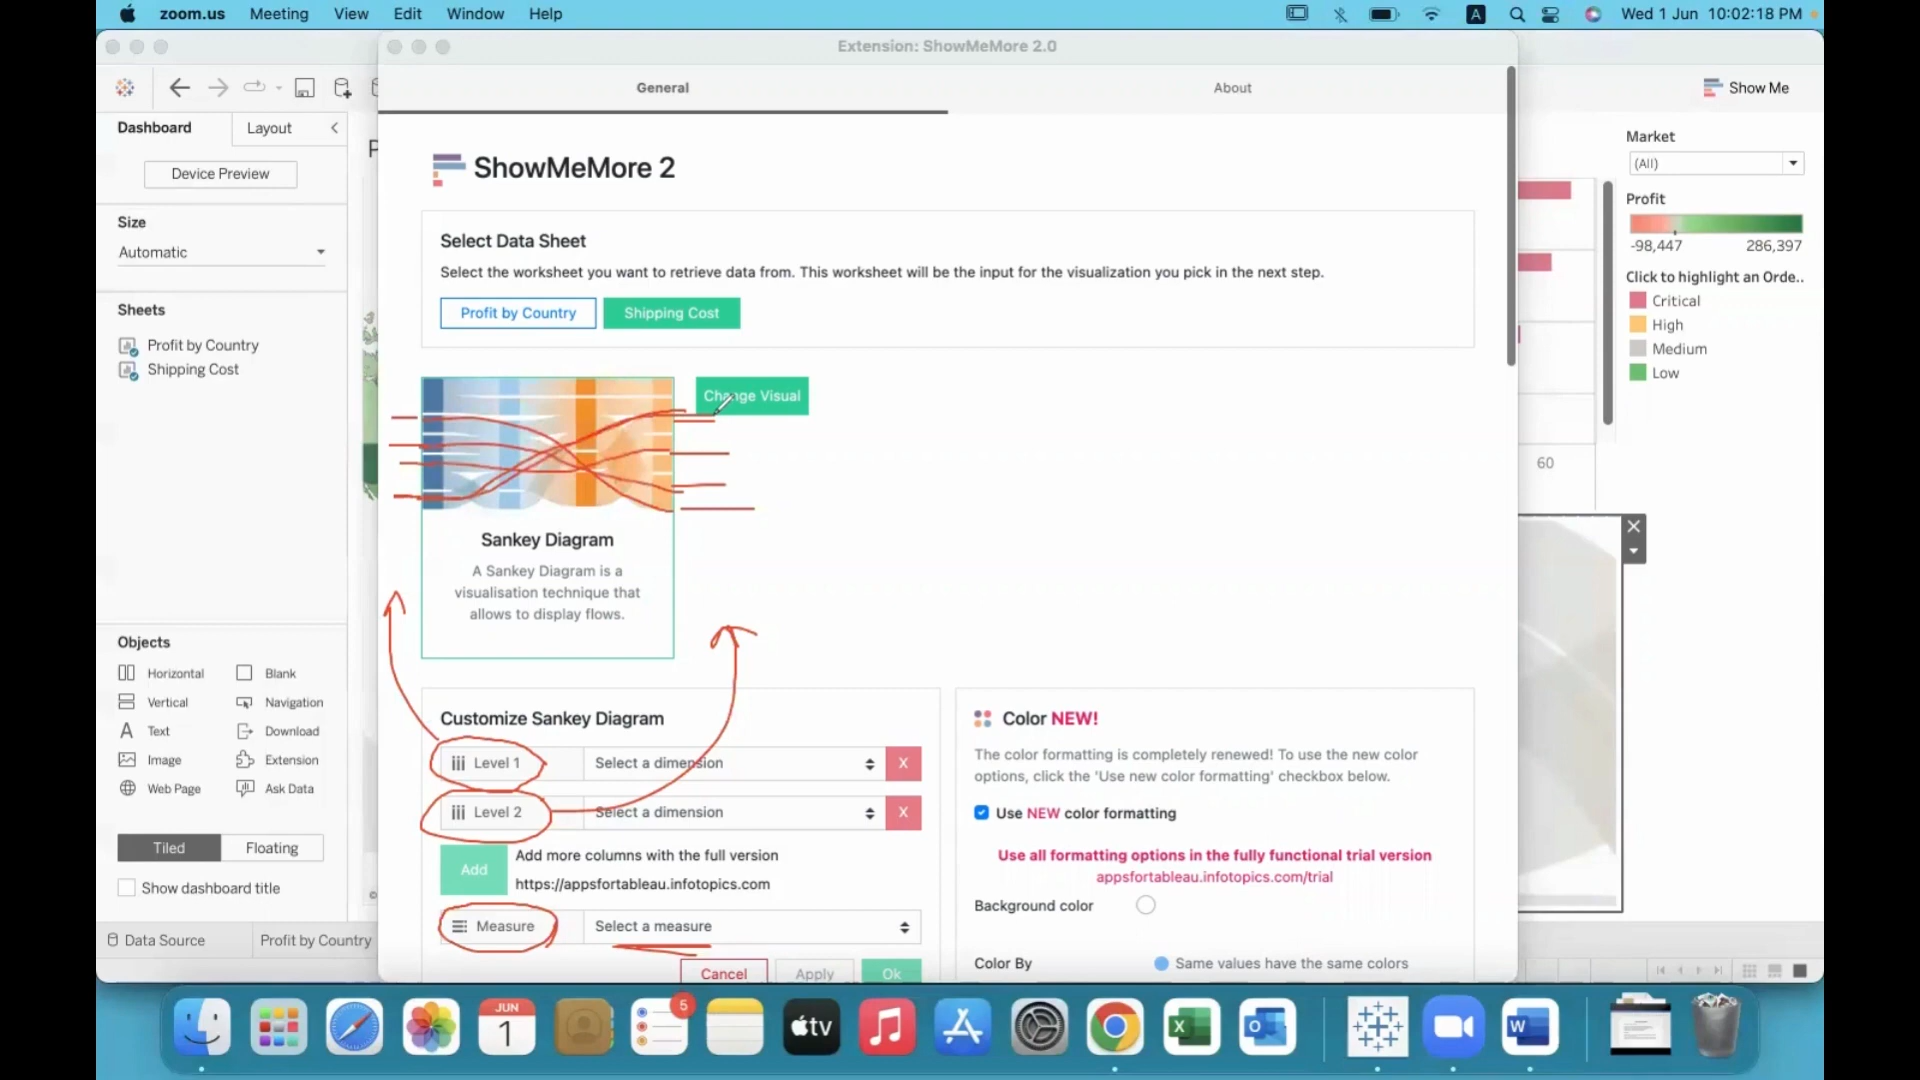 zoom.us Meeting View Edit Window Help
A
Wed 1 Jun 10:02:18 PM
Extension: ShowMeMore 2.0
General
About
Show Me
Dashboard
Layout
Device Preview
Size
Automatic
Sheets
Profit by Country
Shipping Cost
Objects
Horizontal
Blank
Vertical
Navigation
Text
Download
Image
Extension
Web Page
Ask Data
Tiled
Floating
Show dashboard title
Data Source
Profit by Country
P
ShowMeMore 2
Select Data Sheet
Select the worksheet you want to retrieve data from. This worksheet will be the input for the visualization you pick in the next step.
Profit by Country
Shipping Cost
Change Visual
Sankey Diagram
A Sankey Diagram is a
visualisation technique that
allows to display flows.
Customize Sankey Diagram
Level 1
Select a dimension
X
Level 2
Select a dimension
X
Add
Add more columns with the full version
https://appsfortableau.infotopics.com
Measure
Select a measure
Cancel
Apply
Ok
Color NEW!
The color formatting is completely renewed! To use the new color
options, click the 'Use new color formatting' checkbox below.
Use NEW color formatting
Use all formatting options in the fully functional trial version
appsfortableau.infotopics.com/trial
Background color
Color By
Same values have the same colors
Market
(All)
Profit
-98,447
286,397
Click to highlight an Orde..
Critical
High
Medium
Low
60
JUN
1
5
tv
X
O
W